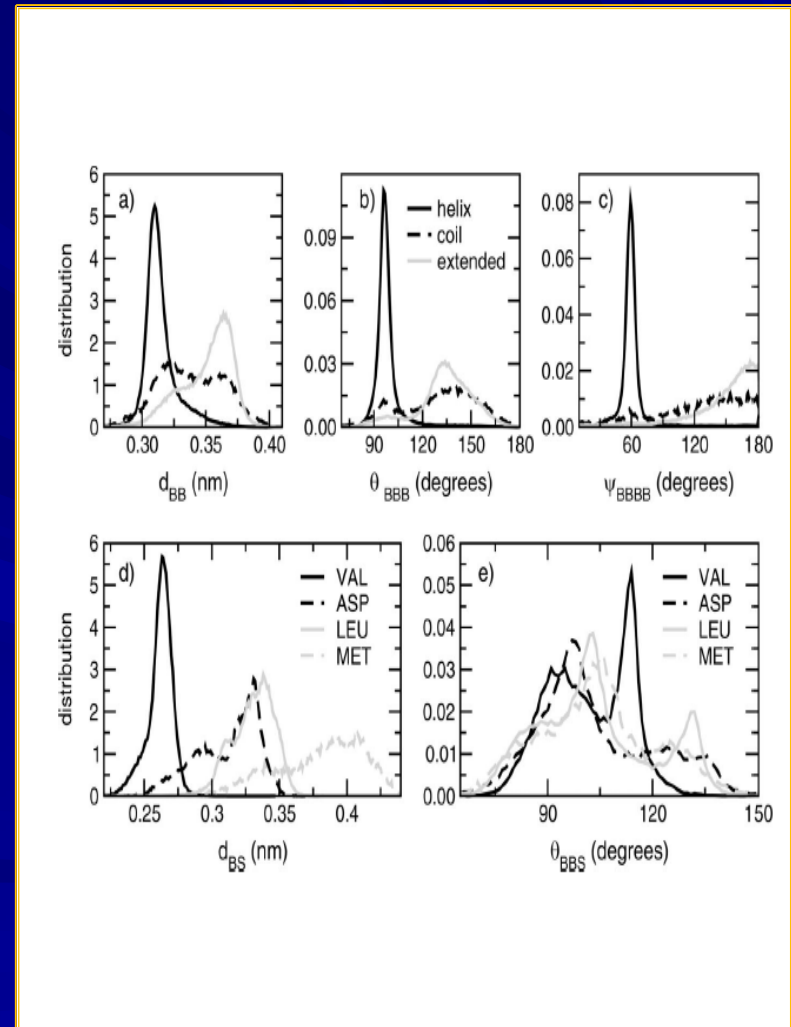 a)
distribution
6
5
4
3
2
1
0
0.30
0.35
0.40
d_BB (nm)
b)
helix
coil
extended
0.09
0.06
0.03
0.00
90
120
150
180
θ_BBB (degrees)
c)
0.08
0.06
0.04
0.02
0.00
60
120
180
ψ_BBBB (degrees)
d)
VAL
ASP
LEU
MET
distribution
6
5
4
3
2
1
0
0.25
0.3
0.35
0.4
d_BS (nm)
e)
VAL
ASP
LEU
MET
0.06
0.05
0.04
0.03
0.02
0.01
0.00
90
120
150
θ_BBS (degrees)